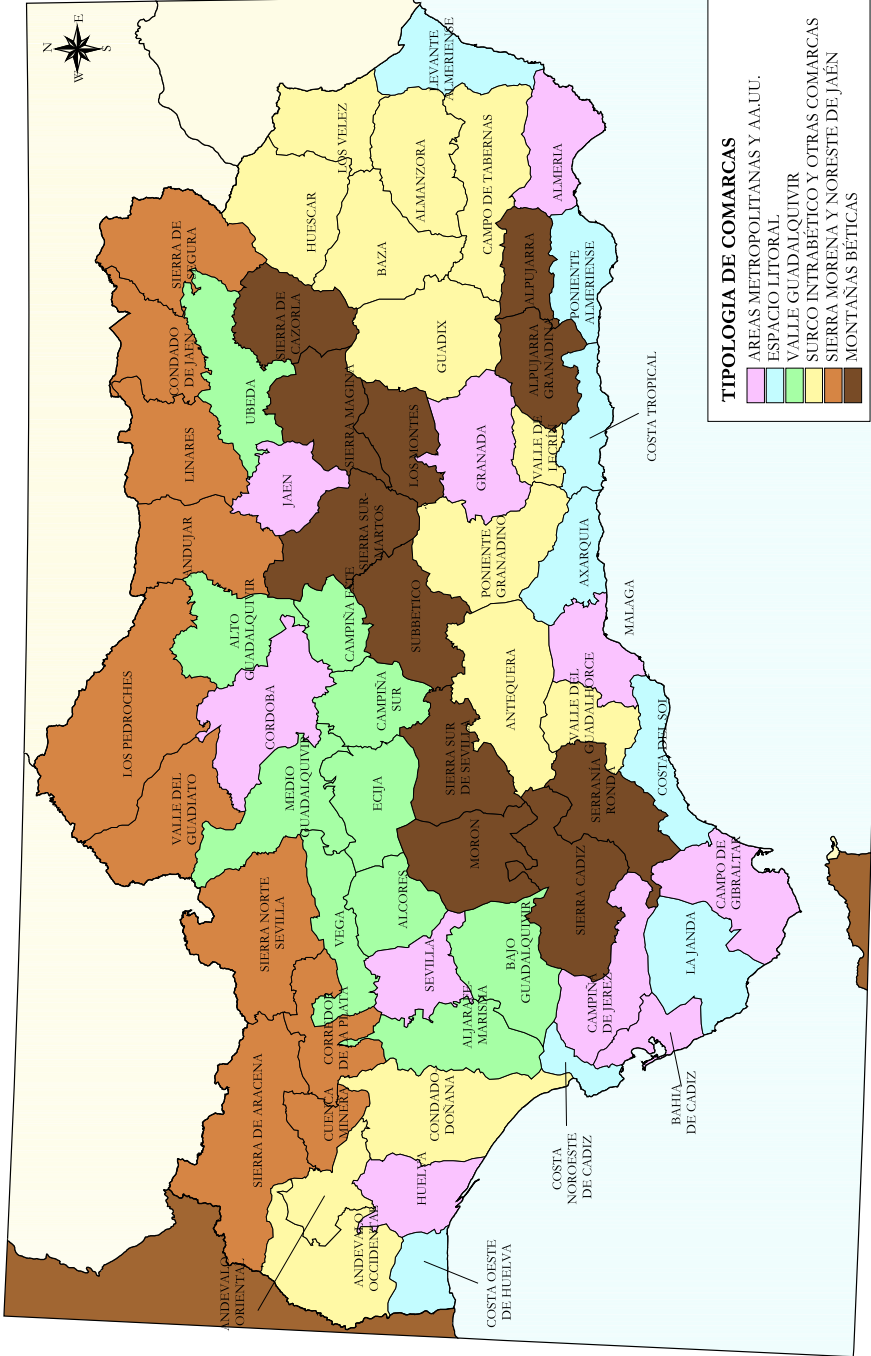 N
E
S
W
LEVANTE
ALMERIENSE
LOS VELEZ
HUESCAR
ALMANZORA
CAMPO DE TABERNAS
ALMERIA
BAZA
SIERRA DE
SEGURA
SIERRA DE
CAZORLA
CONDADO
DE JAEN
UBEDA
GUADIX
ALPUJARRA
PONIENTE
ALMERIENSE
ALPUJARRA
GRANADINA
LINARES
SIERRA MAGINA
LOS MONTES
GRANADA
VALLE DE
LECRIN
COSTA TROPICAL
JAEN
ANDUJAR
SIERRA SUR-
MARTOS
PONIENTE
GRANADINO
AXARQUIA
ALTO
GUADALQUIVIR
CAMPIÑA ESTE
SUBBETICO
MALAGA
LOS PEDROCHES
CORDOBA
CAMPIÑA
SUR
ANTEQUERA
VALLE DEL
GUADALHORCE
COSTA DEL SOL
VALLE DEL
GUADIATO
MEDIO
GUADALQUIVIR
ECIJA
SIERRA SUR
DE SEVILLA
SERRANÍA
RONDA
MORON
SIERRA CADIZ
CAMPO DE
GIBRALTAR
SIERRA NORTE
SEVILLA
VEGA
ALCORES
SEVILLA
BAJO
GUADALQUIVIR
LA JANDA
CAMPIÑA
DE JEREZ
CORREDOR
DE LA PLATA
ALJARAFE-
MARISMA
BAHIA
DE CADIZ
SIERRA DE ARACENA
CUENCA
MINERA
CONDADO
DOÑANA
COSTA
NOROESTE
DE CADIZ
HUELVA
ANDEVALO
OCCIDENTAL
ANDEVALO
ORIENTAL
COSTA OESTE
DE HUELVA
TIPOLOGIA DE COMARCAS
AREAS METROPOLITANAS Y AA.UU.
ESPACIO LITORAL
VALLE GUADALQUIVIR
SURCO INTRABÉTICO Y OTRAS COMARCAS
SIERRA MORENA Y NORESTE DE JAÉN
MONTAÑAS BÉTICAS